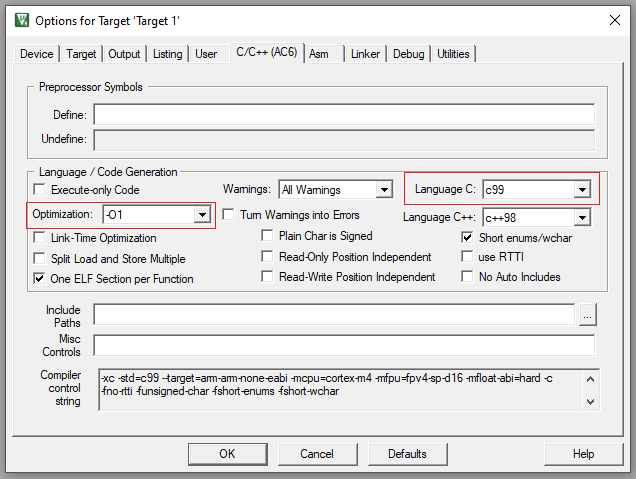 Options for Target 'Target 1'
Device Target Output Listing User C/C++ (AC6) Asm Linker Debug Utilities
Preprocessor Symbols
Define:
Undefine:
Language / Code Generation
Execute-only Code Warnings: All Warnings Language C: c99
Optimization: -O1 Turn Warnings into Errors Language C++: c++98
Link-Time Optimization Plain Char is Signed Short enums/wchar
Split Load and Store Multiple Read-Only Position Independent use RTTI
One ELF Section per Function Read-Write Position Independent No Auto Includes
Include
Paths
...
Misc
Controls
Compiler
control
string
-xc -std=c99 --target=arm-arm-none-eabi -mcpu=cortex-m4 -mfpu=fpv4-sp-d16 -mfloat-abi=hard -c
-fno-rtti -funsigned-char -fshort-enums -fshort-wchar
OK Cancel Defaults Help